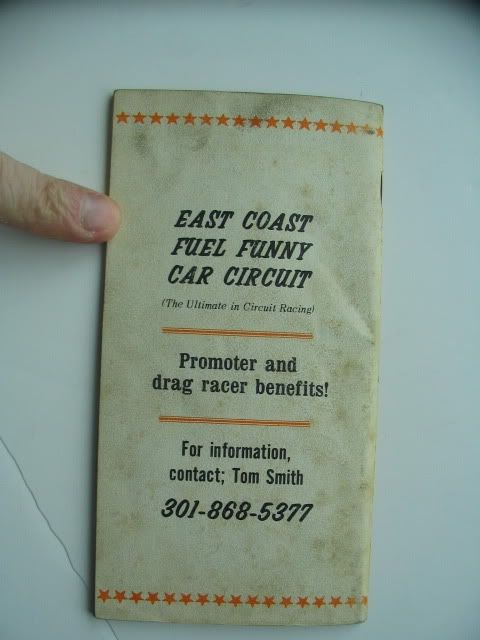 EAST COAST
FUEL FUNNY
CAR CIRCUIT
(The Ultimate in Circuit Racing)
Promoter and
drag racer benefits!
For information,
contact; Tom Smith
301-868-5377